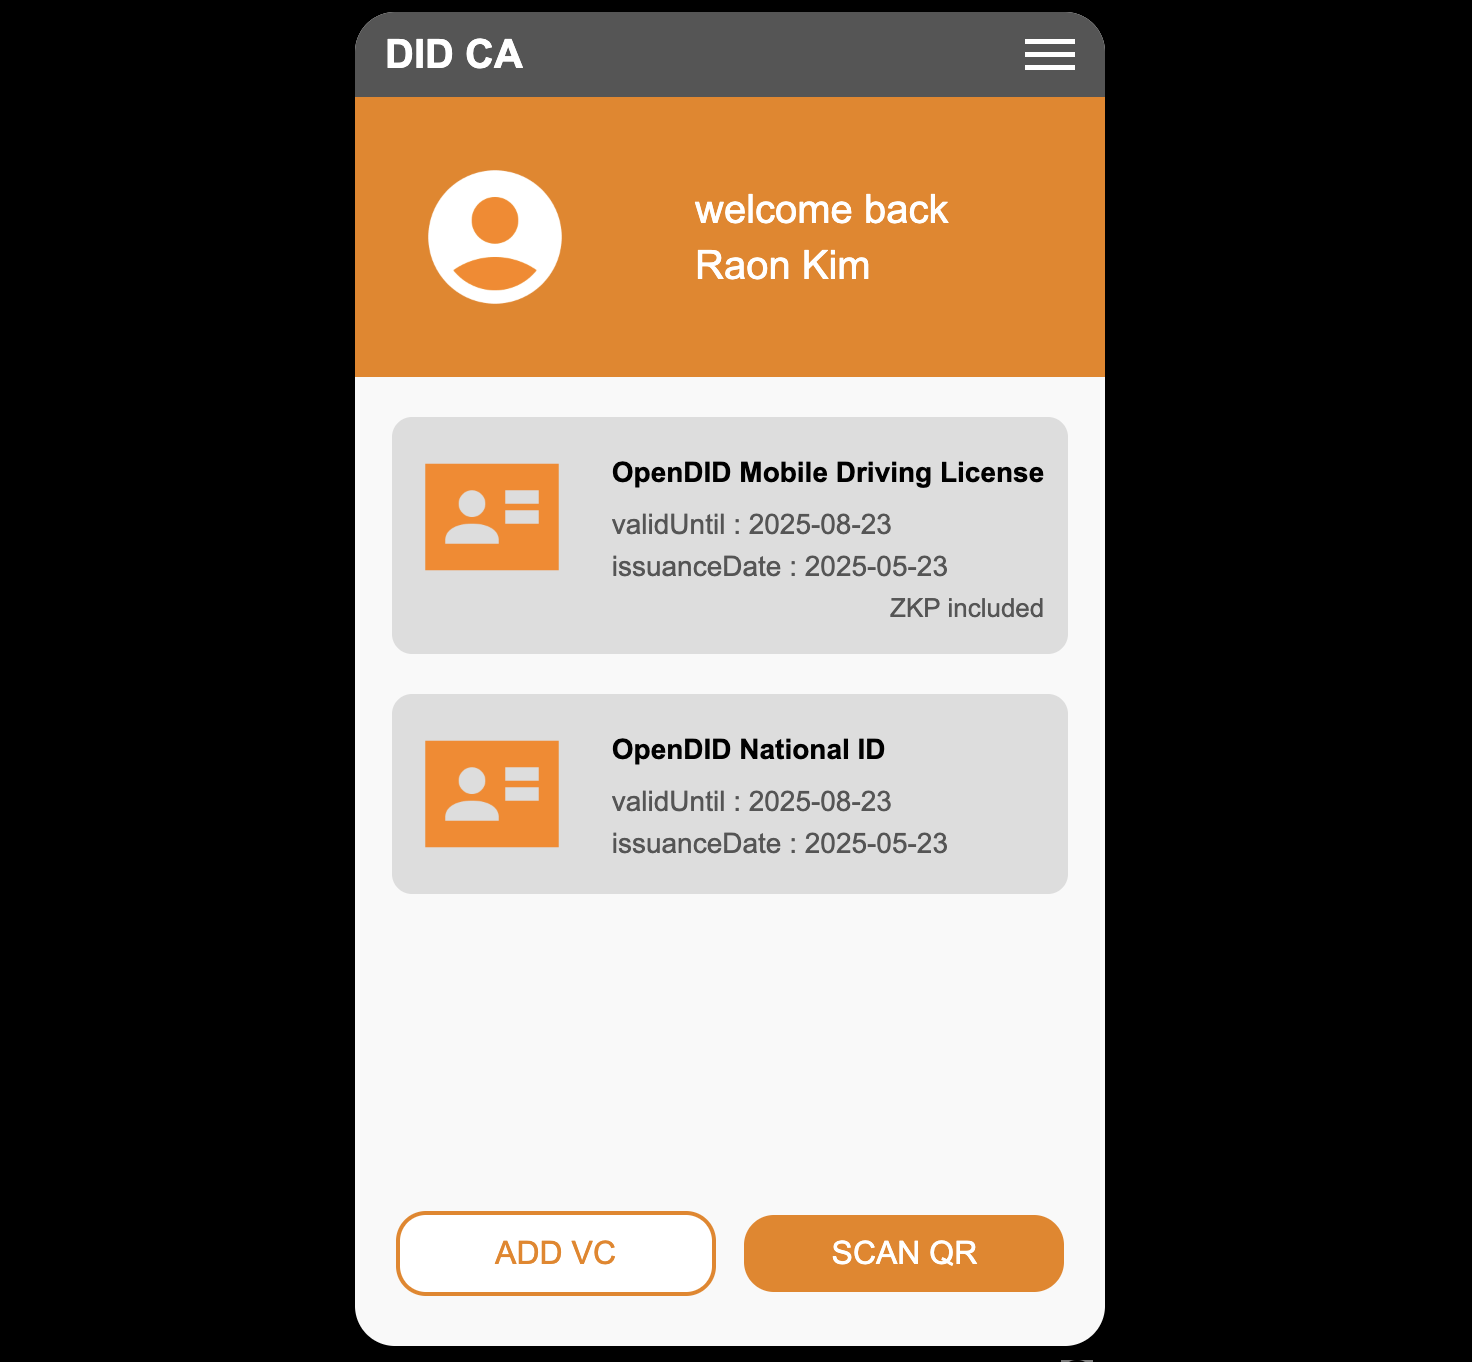 DID CA
welcome back
Raon Kim
OpenDID Mobile Driving License
validUntil : 2025-08-23
issuanceDate : 2025-05-23
ZKP included
OpenDID National ID
validUntil : 2025-08-23
issuanceDate : 2025-05-23
ADD VC
SCAN QR